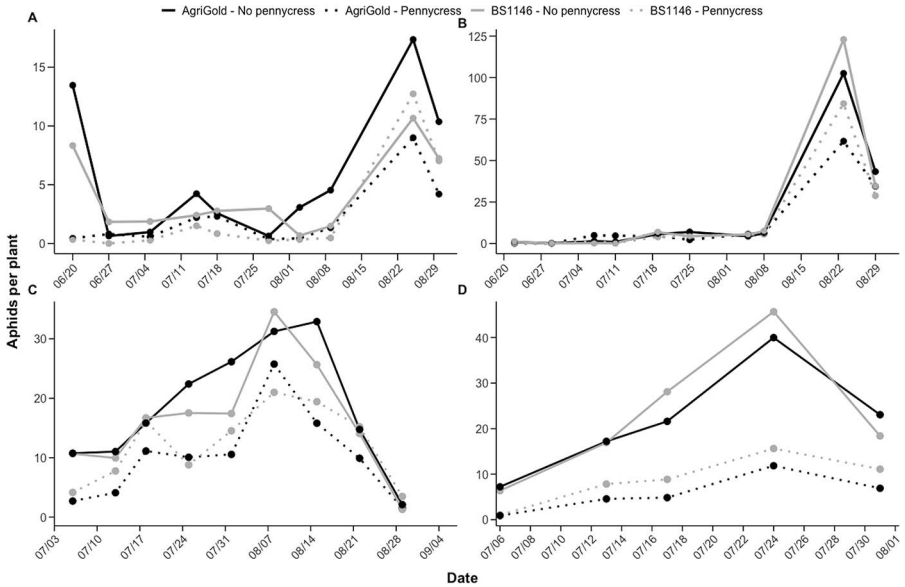 AgriGold - No pennycress AgriGold - Pennycress BS1146 - No pennycress BS1146 - Pennycress
A
15
10
5
0
06/20 06/27 07/04 07/11 07/18 07/25 08/01 08/08 08/15 08/22 08/29
B
125
100
75
50
25
0
06/20 06/27 07/04 07/11 07/18 07/25 08/01 08/08 08/15 08/22 08/29
Aphids per plant
C
30
20
10
0
07/03 07/10 07/17 07/24 07/31 08/07 08/14 08/21 08/28 09/04
D
40
30
20
10
0
07/06 07/08 07/10 07/12 07/14 07/16 07/18 07/20 07/22 07/24 07/26 07/28 07/30 08/01
Date